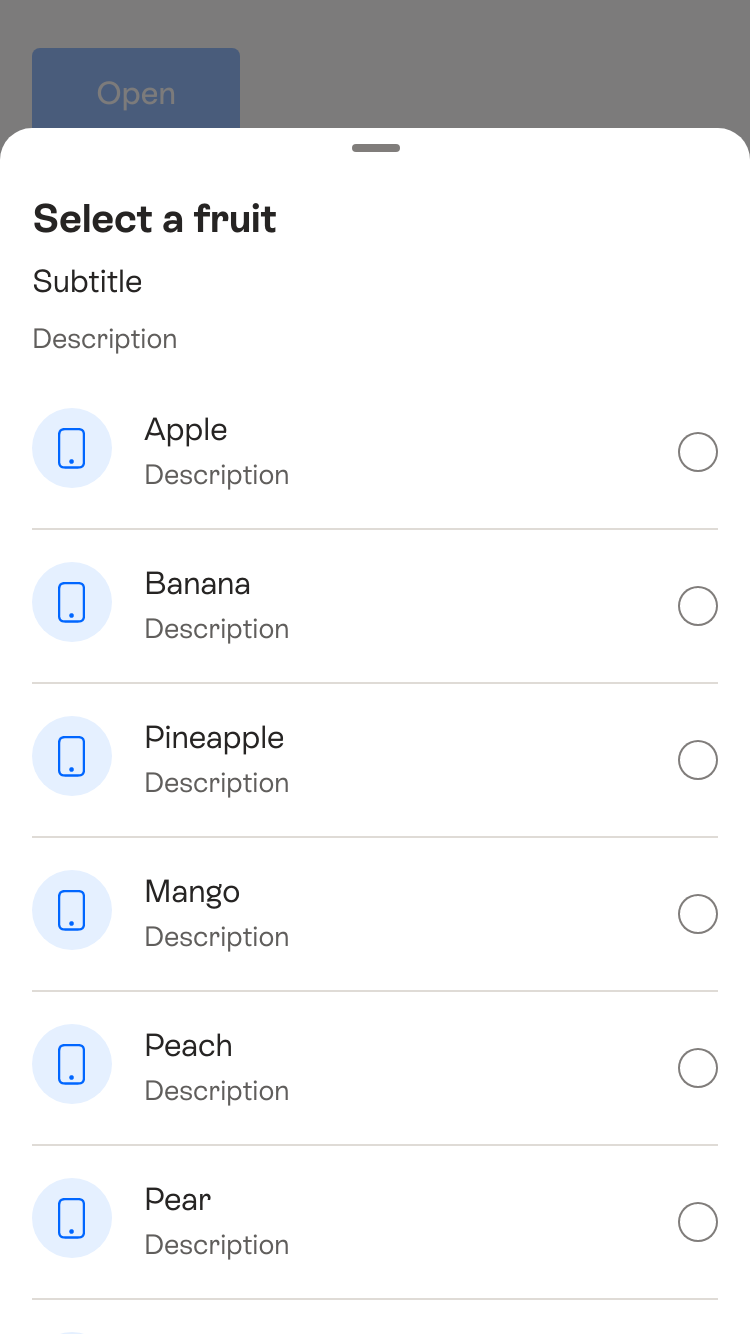 Open
Select a fruit
Subtitle
Description
Apple
Description
Banana
Description
Pineapple
Description
Mango
Description
Peach
Description
Pear
Description